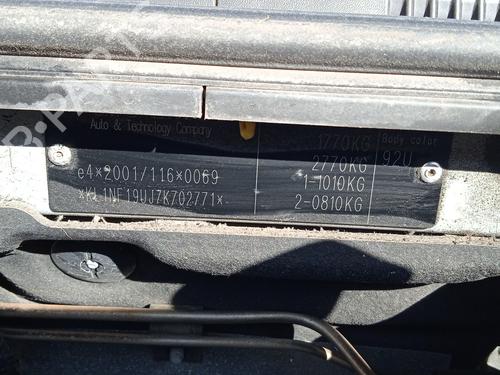 Auto & Technology Company
e4*2001/116*0069
*KL1NF19UJ7K702771*
1770KG
2770KG
1-1010KG
2-0810KG
Body color
92U